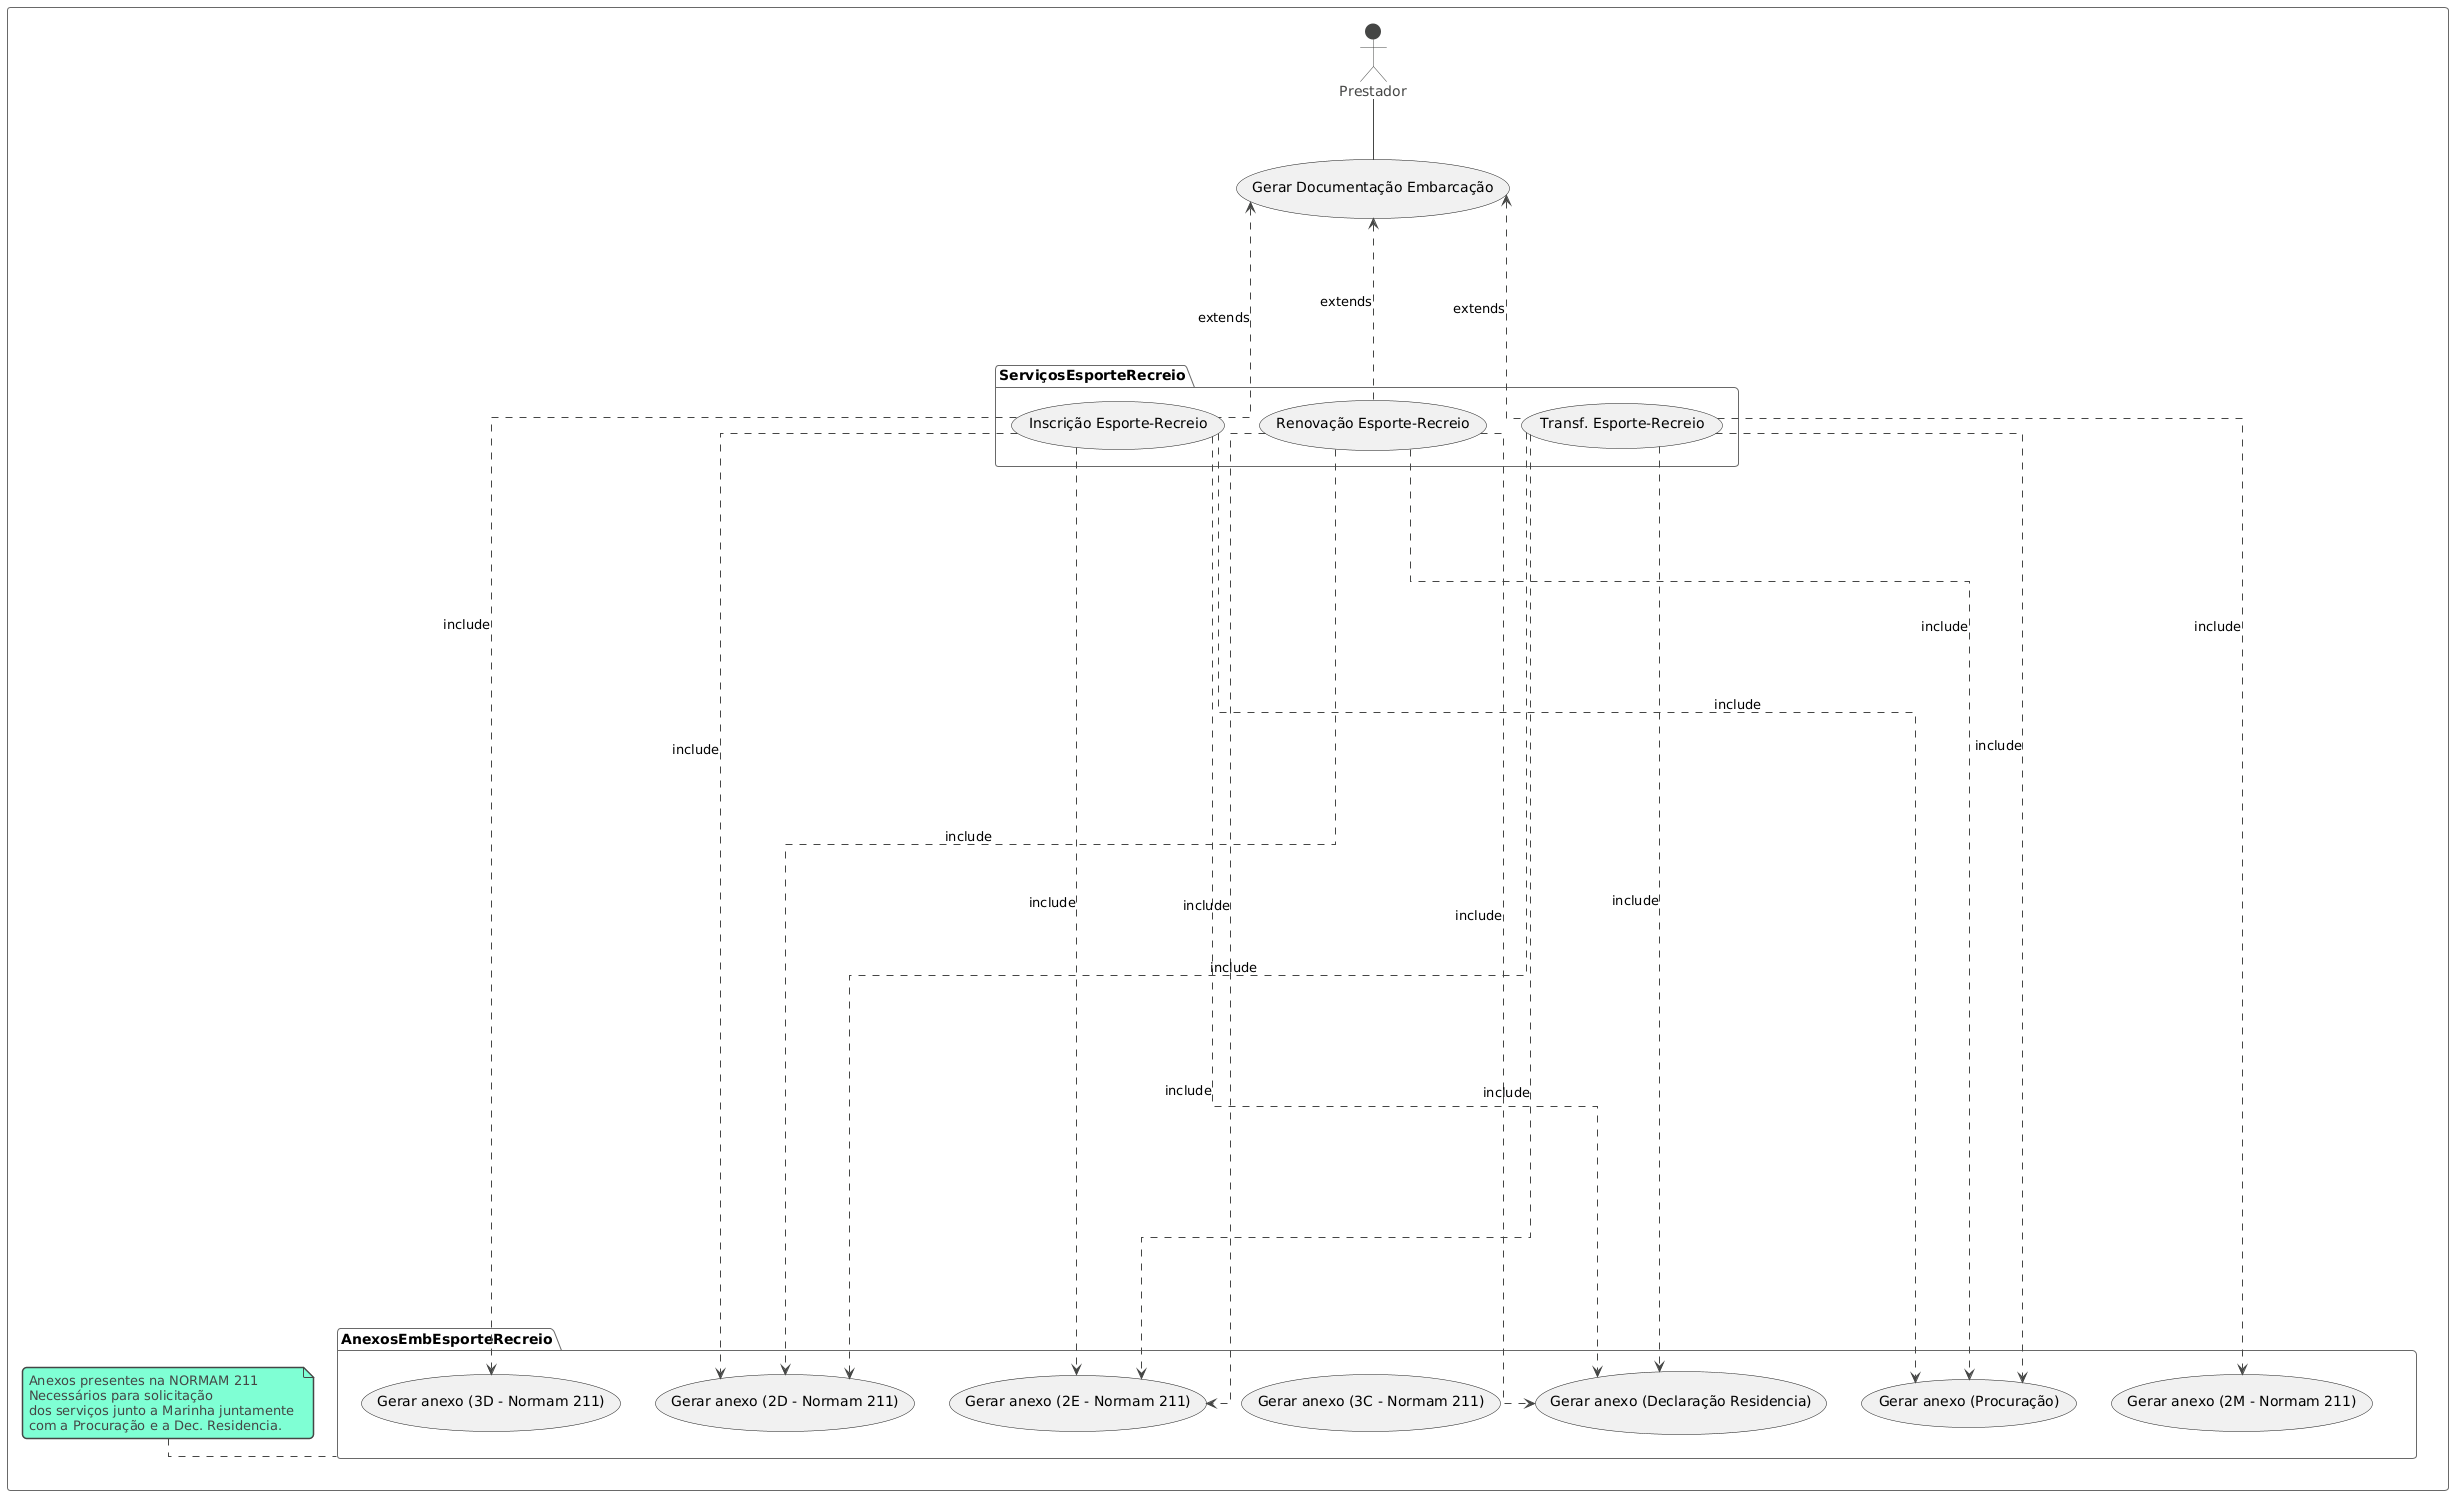 Prestador
Gerar Documentação Embarcação
extends
extends
extends
ServiçosEsporteRecreio
Inscrição Esporte-Recreio
Renovação Esporte-Recreio
Transf. Esporte-Recreio
include
include
include
include
include
include
include
include
include
include
include
include
include
include
AnexosEmbEsporteRecreio
Anexos presentes na NORMAM 211
Necessários para solicitação
dos serviços junto a Marinha juntamente
com a Procuração e a Dec. Residencia.
Gerar anexo (3D - Normam 211)
Gerar anexo (2D - Normam 211)
Gerar anexo (2E - Normam 211)
Gerar anexo (3C - Normam 211)
Gerar anexo (Declaração Residencia)
Gerar anexo (Procuração)
Gerar anexo (2M - Normam 211)